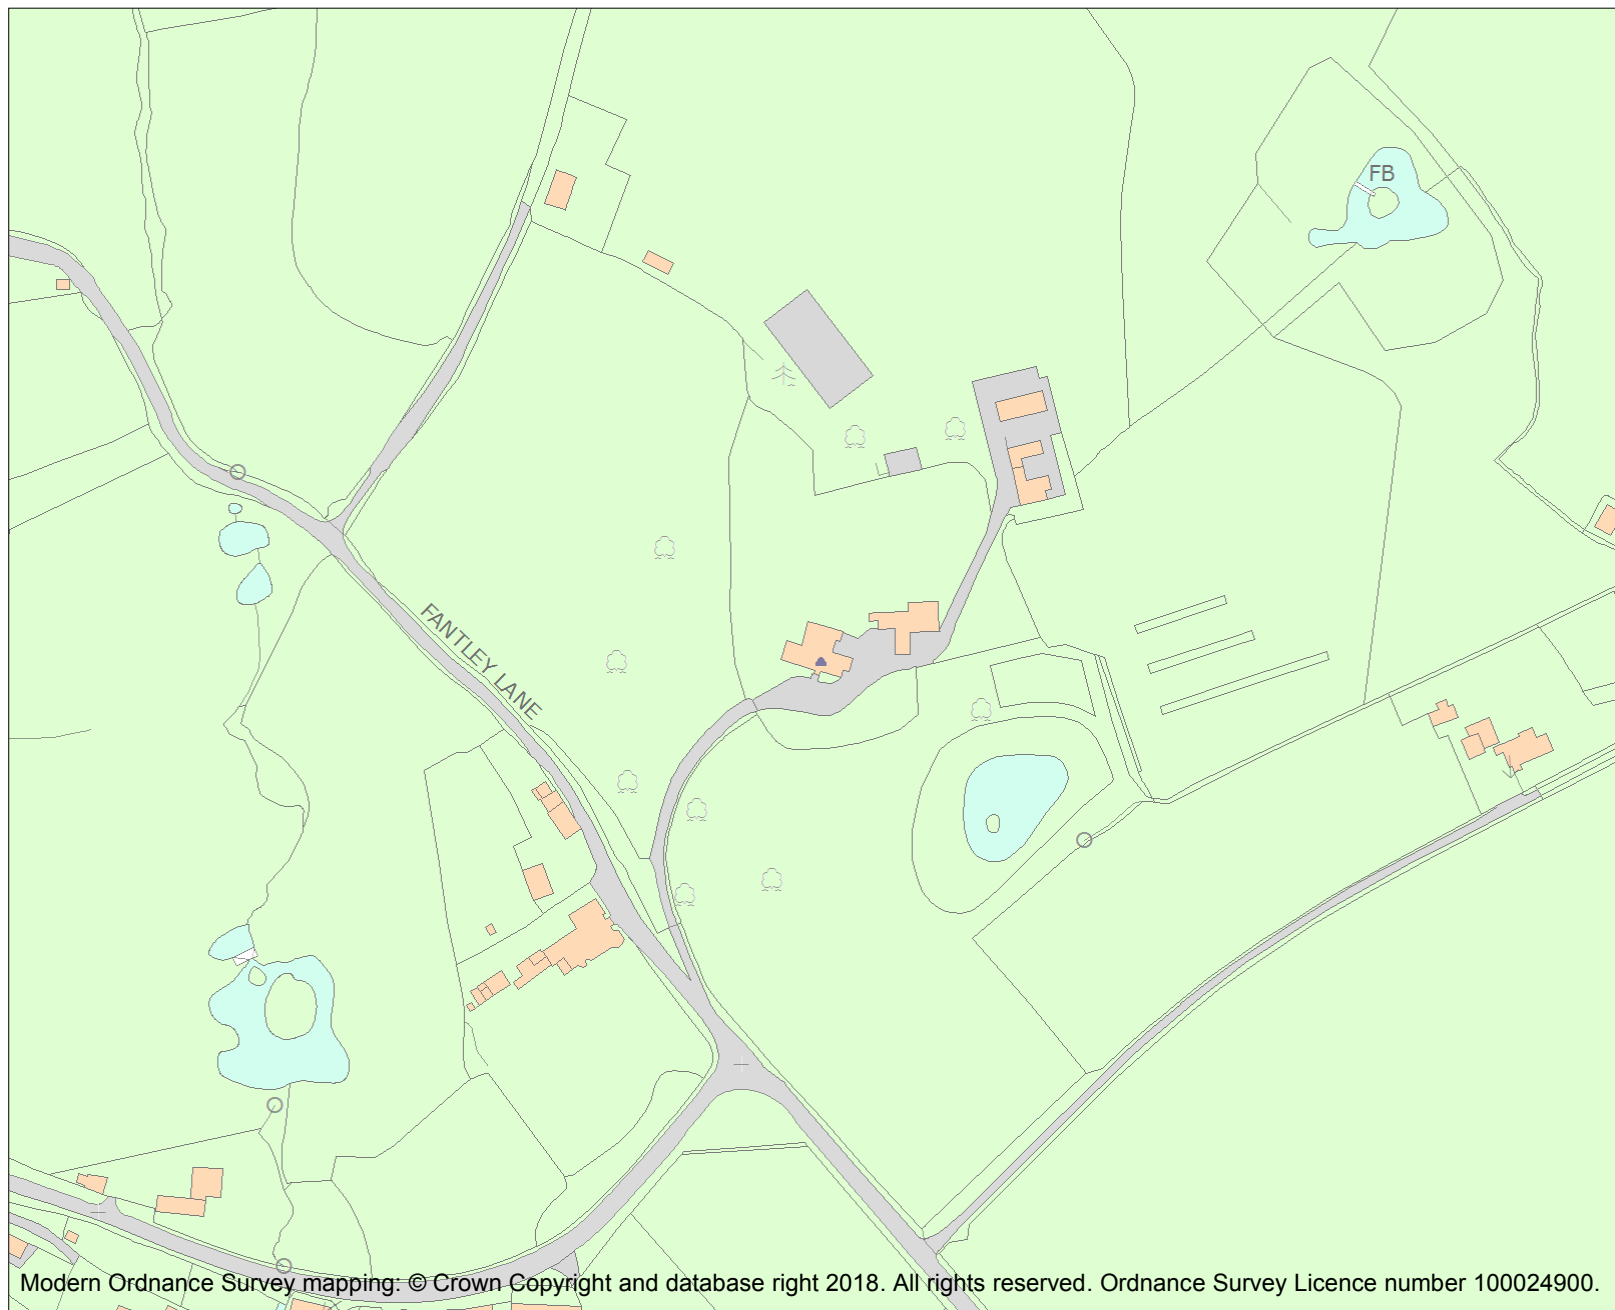 FB
FANTLEY LANE
Modern Ordnance Survey mapping: © Crown Copyright and database right 2018. All rights reserved. Ordnance Survey Licence number 100024900.